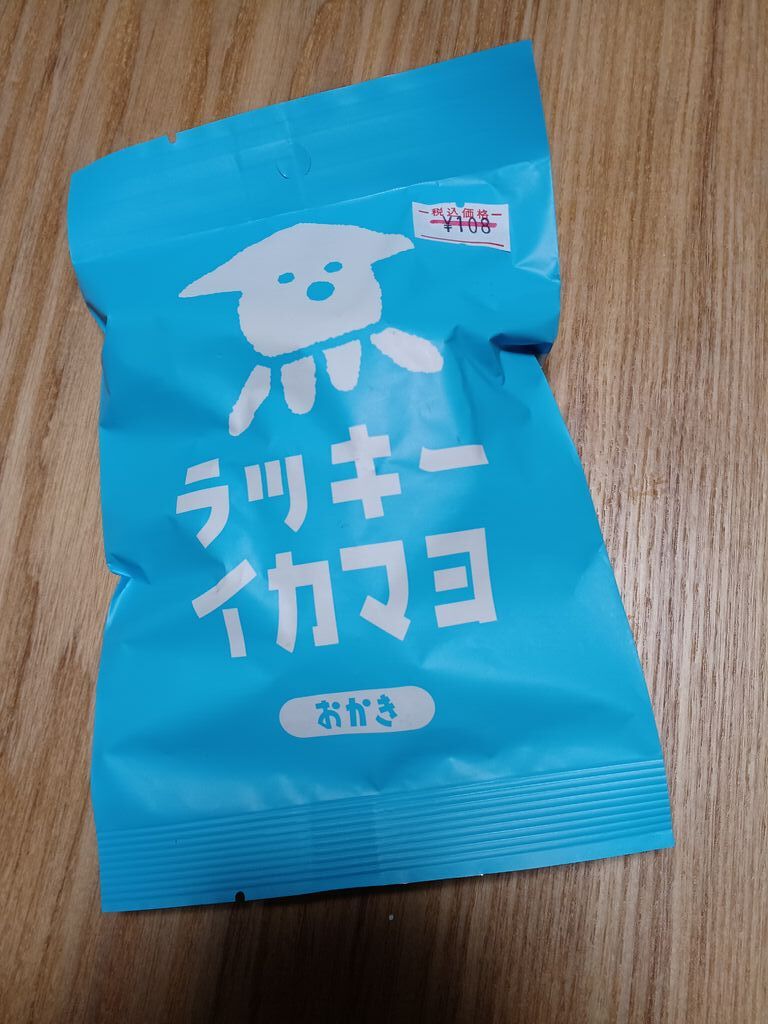 税込価格
¥108
ラッキー
イカマヨ
おかき